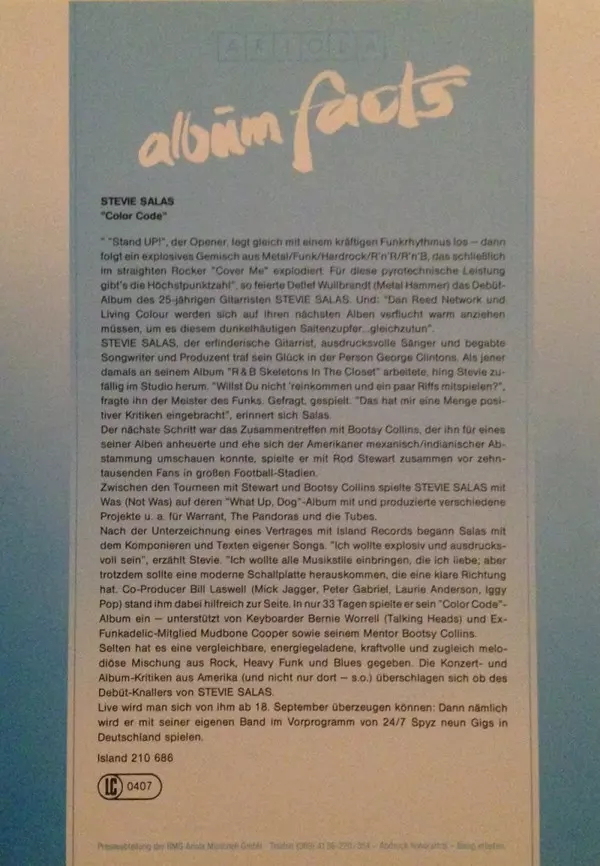 ARIOLA
album facts
STEVIE SALAS
"Color Code"
" "Stand UP!", der Opener, legt gleich mit einem kräftigen Funkrhythmus los – dann
folgt ein explosives Gemisch aus Metal/Funk/Hardrock/R'n'R/R'n'B, das schließlich
im straighten Rocker "Cover Me" explodiert. Für diese pyrotechnische Leistung
gibt's die Höchstpunktzahl", so feierte Detlef Wullbrandt (Metal Hammer) das Debüt-
Album des 25-jährigen Gitarristen STEVIE SALAS. Und: "Dan Reed Network und
Living Colour werden sich auf ihren nächsten Alben verflucht warm anziehen
müssen, um es diesem dunkelhäutigen Saitenzupfer...gleichzutun".
STEVIE SALAS, der erfinderische Gitarrist, ausdrucksvolle Sänger und begabte
Songwriter und Produzent traf sein Glück in der Person George Clintons. Als jener
damals an seinem Album "R & B Skeletons In The Closet" arbeitete, hing Stevie zu-
fällig im Studio herum. "Willst Du nicht 'reinkommen und ein paar Riffs mitspielen?",
fragte ihn der Meister des Funks. Gefragt, gespielt. "Das hat mir eine Menge posi-
tiver Kritiken eingebracht", erinnert sich Salas.
Der nächste Schritt war das Zusammentreffen mit Bootsy Collins, der ihn für eines
seiner Alben anheuerte und ehe sich der Amerikaner mexanisch/indianischer Ab-
stammung umschauen konnte, spielte er mit Rod Stewart zusammen vor zehn-
tausenden Fans in großen Football-Stadien.
Zwischen den Tourneen mit Stewart und Bootsy Collins spielte STEVIE SALAS mit
Was (Not Was) auf deren "What Up, Dog"-Album mit und produzierte verschiedene
Projekte u. a. für Warrant, The Pandoras und die Tubes.
Nach der Unterzeichnung eines Vertrages mit Island Records begann Salas mit
dem Komponieren und Texten eigener Songs. "Ich wollte explosiv und ausdrucks-
voll sein", erzählt Stevie. "Ich wollte alle Musikstile einbringen, die ich liebe; aber
trotzdem sollte eine moderne Schallplatte herauskommen, die eine klare Richtung
hat. Co-Producer Bill Laswell (Mick Jagger, Peter Gabriel, Laurie Anderson, Iggy
Pop) stand ihm dabei hilfreich zur Seite. In nur 33 Tagen spielte er sein "Color Code"-
Album ein – unterstützt von Keyboarder Bernie Worrell (Talking Heads) und Ex-
Funkadelic-Mitglied Mudbone Cooper sowie seinem Mentor Bootsy Collins.
Selten hat es eine vergleichbare, energiegeladene, kraftvolle und zugleich melo-
diöse Mischung aus Rock, Heavy Funk und Blues gegeben. Die Konzert- und
Album-Kritiken aus Amerika (und nicht nur dort – s.o.) überschlagen sich ob des
Debüt-Knallers von STEVIE SALAS.
Live wird man sich von ihm ab 18. September überzeugen können: Dann nämlich
wird er mit seiner eigenen Band im Vorprogramm von 24/7 Spyz neun Gigs in
Deutschland spielen.
Island 210 686
LC 0407
Presseabteilung der BMG Ariola München GmbH · Telefon (089) 41 36- · Abdruck honorarfrei · Beleg erbeten